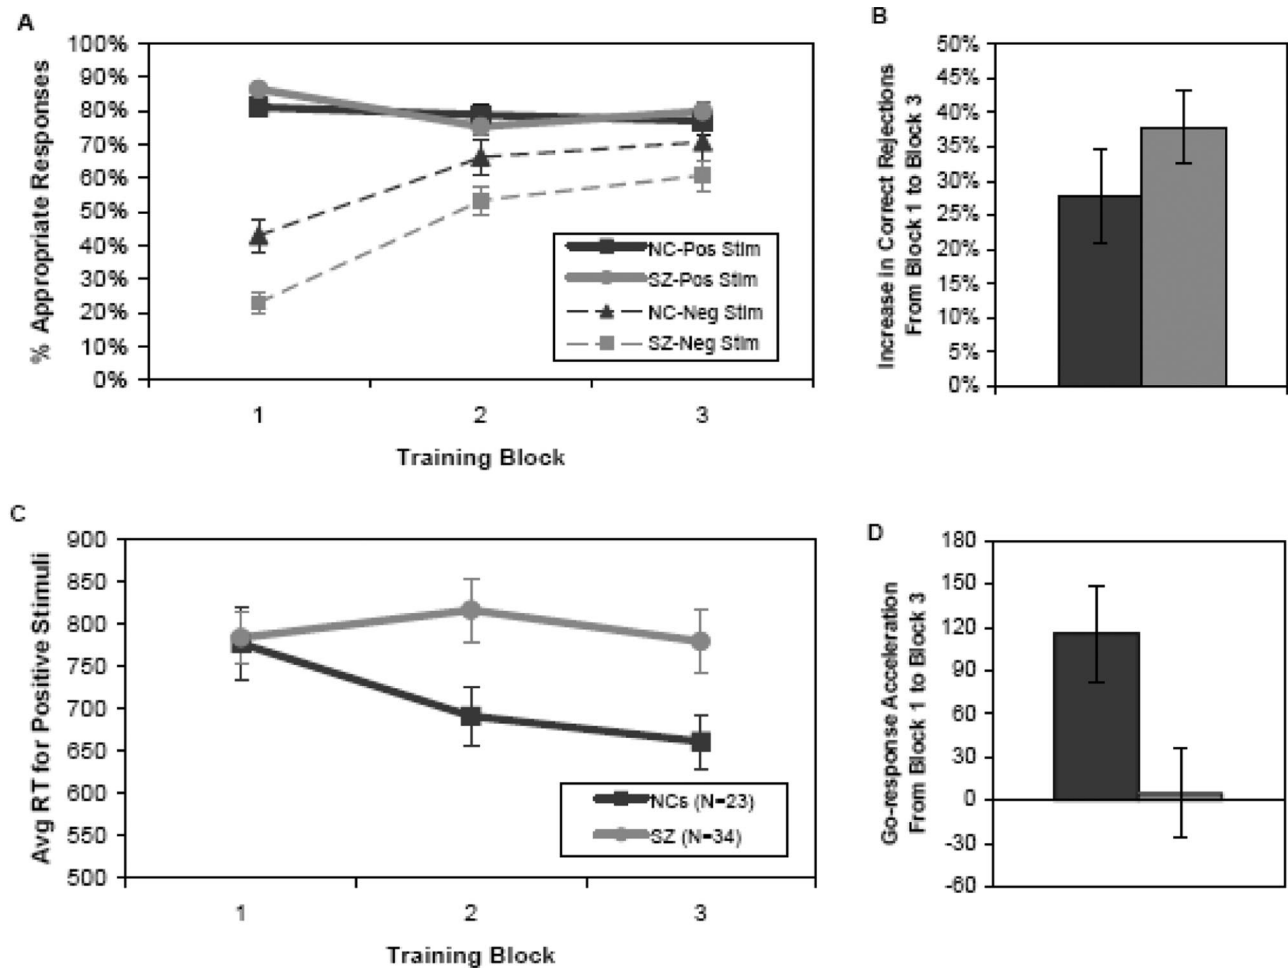 A
% Appropriate Responses
100%
90%
80%
70%
60%
50%
40%
30%
20%
10%
0%
1
2
3
Training Block
NC-Pos Stim
SZ-Pos Stim
NC-Neg Stim
SZ-Neg Stim
B
Increase in Correct Rejections
From Block 1 to Block 3
50%
45%
40%
35%
30%
25%
20%
15%
10%
5%
0%
C
Avg RT for Positive Stimuli
900
850
800
750
700
650
600
550
500
1
2
3
Training Block
NCs (N=23)
SZ (N=34)
D
Go-response Acceleration
From Block 1 to Block 3
180
150
120
90
60
30
0
-30
-60